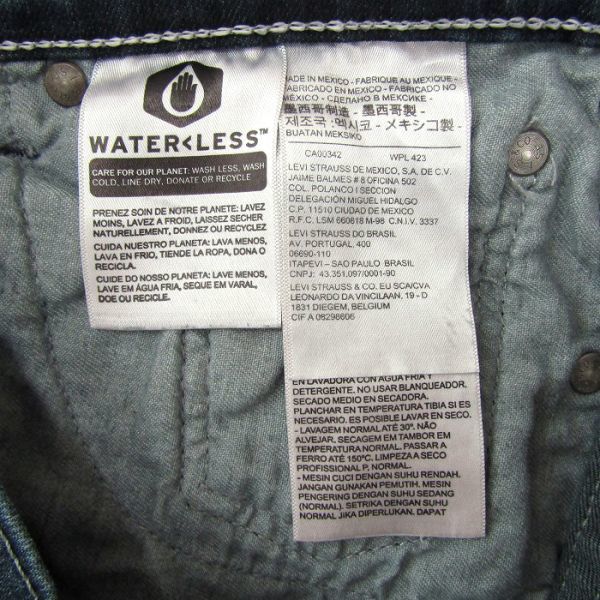 WATER<LESS™
CARE FOR OUR PLANET: WASH LESS, WASH
COLD, LINE DRY, DONATE OR RECYCLE
PRENEZ SOIN DE NOTRE PLANETE: LAVEZ
MOINS, LAVEZ A FROID, LAISSEZ SECHER
NATURELLEMENT, DONNEZ OU RECYCLEZ
CUIDA NUESTRO PLANETA: LAVA MENOS,
LAVA EN FRIO, TIENDE LA ROPA, DONA O
RECICLA.
CUIDE DO NOSSO PLANETA: LAVE MENOS,
LAVE EM ÁGUA FRIA, SEQUE EM VARAL,
DOE OU RECICLE.
MADE IN MEXICO - FABRIQUE AU MEXIQUE -
FABRICADO EN MEXICO - FABRICADO NO
MEXICO - СДЕЛАНО В МЕКСИКЕ -
墨西哥制造 - 墨西哥製 -
제조국 :멕시코 - メキシコ製 -
BUATAN MEKSIKO
CA00342 WPL 423
LEVI STRAUSS DE MEXICO, S.A. DE C.V.
JAIME BALMES # 8 OFICINA 502
COL. POLANCO I SECCION
DELEGACIÓN MIGUEL HIDALGO
C.P. 11510 CIUDAD DE MEXICO
R.F.C. LSM 660818 M-98 C.N.I.V. 3337
LEVI STRAUSS DO BRASIL
AV. PORTUGAL, 400
06690-110
ITAPEVI – SAO PAULO BRASIL
CNPJ: 43.351.097/0001-90
LEVI STRAUSS & CO. EU SCA/CVA
LEONARDO DA VINCILAAN, 19 - D
1831 DIEGEM, BELGIUM
CIF A 08298606
EN LAVADORA CON AGUA FRIA Y
DETERGENTE. NO USAR BLANQUEADOR.
SECADO MEDIO EN SECADORA.
PLANCHAR EN TEMPERATURA TIBIA SI ES
NECESARIO. ES POSIBLE LAVAR EN SECO.
- LAVAGEM NORMAL ATÉ 30°. NÃO
ALVEJAR. SECAGEM EM TAMBOR EM
TEMPERATURA NORMAL. PASSAR A
FERRO ATÉ 150°C. LIMPEZA A SECO
PROFISSIONAL P, NORMAL.
- MESIN CUCI DENGAN SUHU RENDAH.
JANGAN GUNAKAN PEMUTIH. MESIN
PENGERING DENGAN SUHU SEDANG
(NORMAL). SETRIKA DENGAN SUHU
NORMAL JIKA DIPERLUKAN. DAPAT